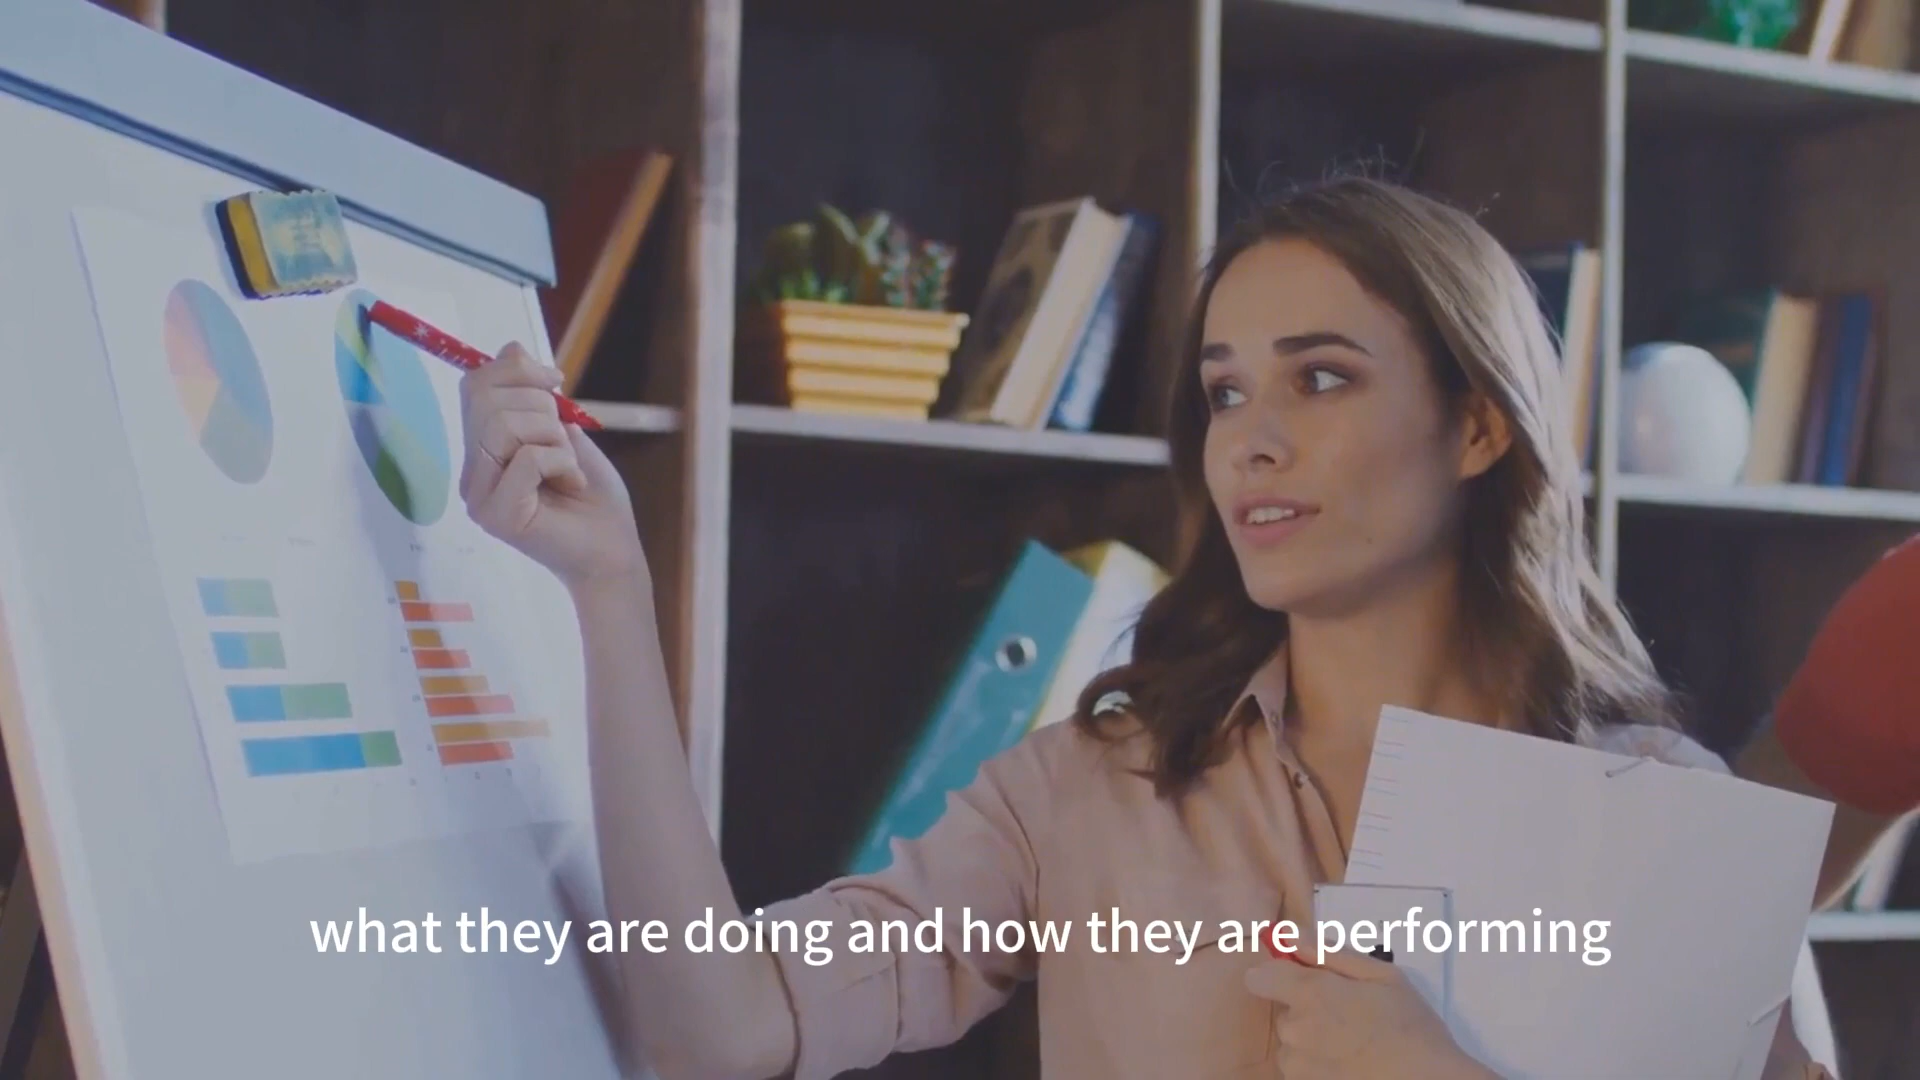 what they are doing and how they are performing